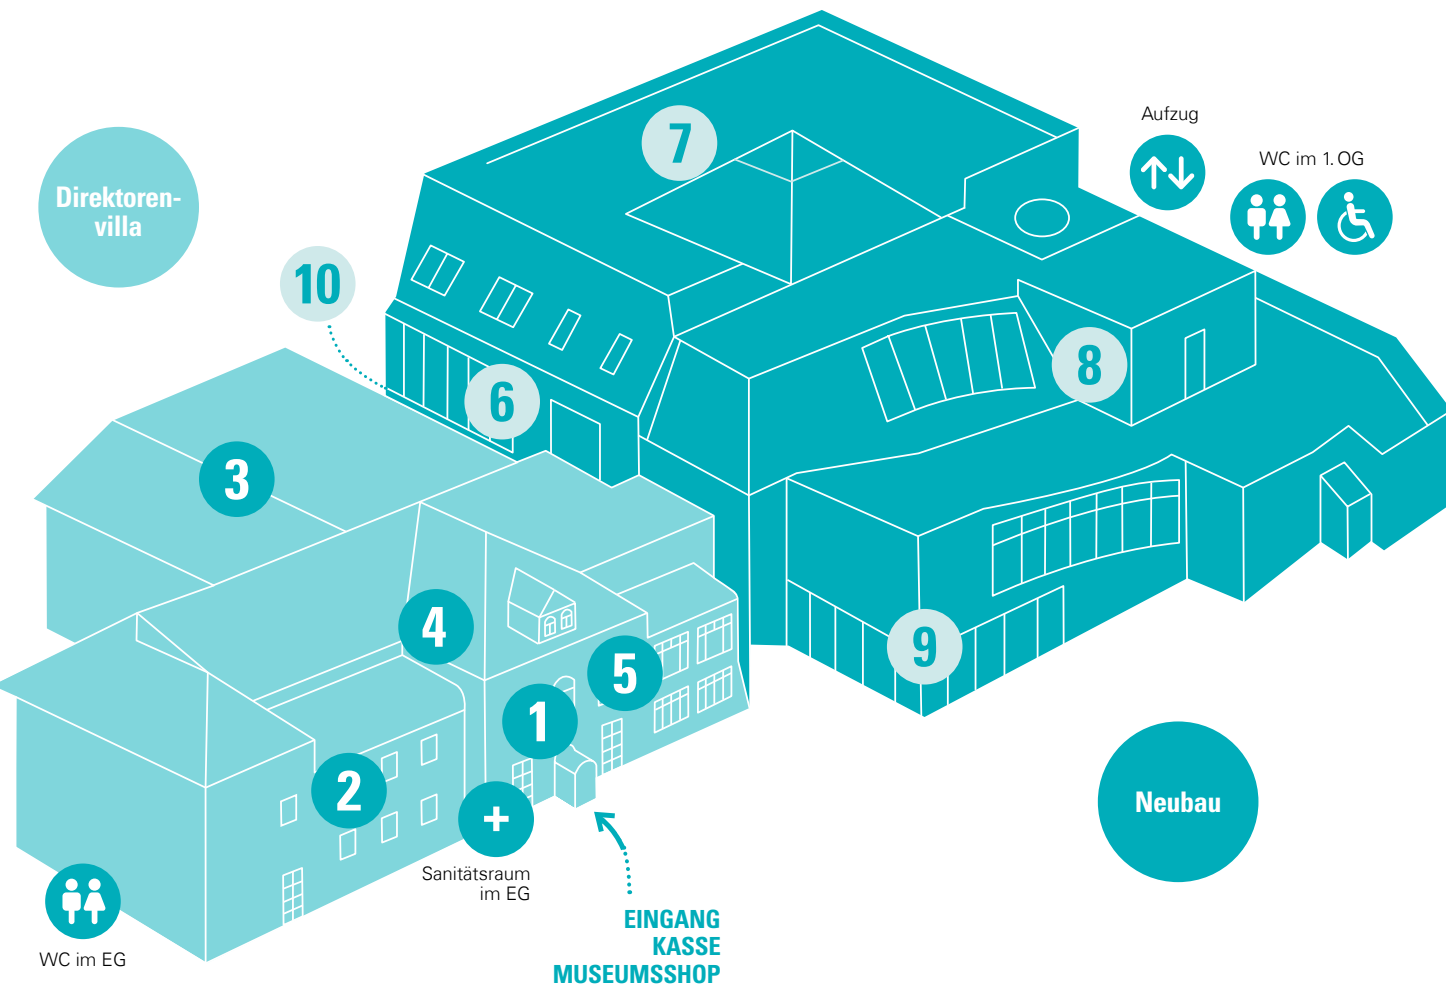 Direktoren-
villa
Aufzug
WC im 1. OG
7
10
8
6
3
4
5
9
1
2
+
Sanitätsraum
im EG
Neubau
WC im EG
EINGANG
KASSE
MUSEUMSSHOP